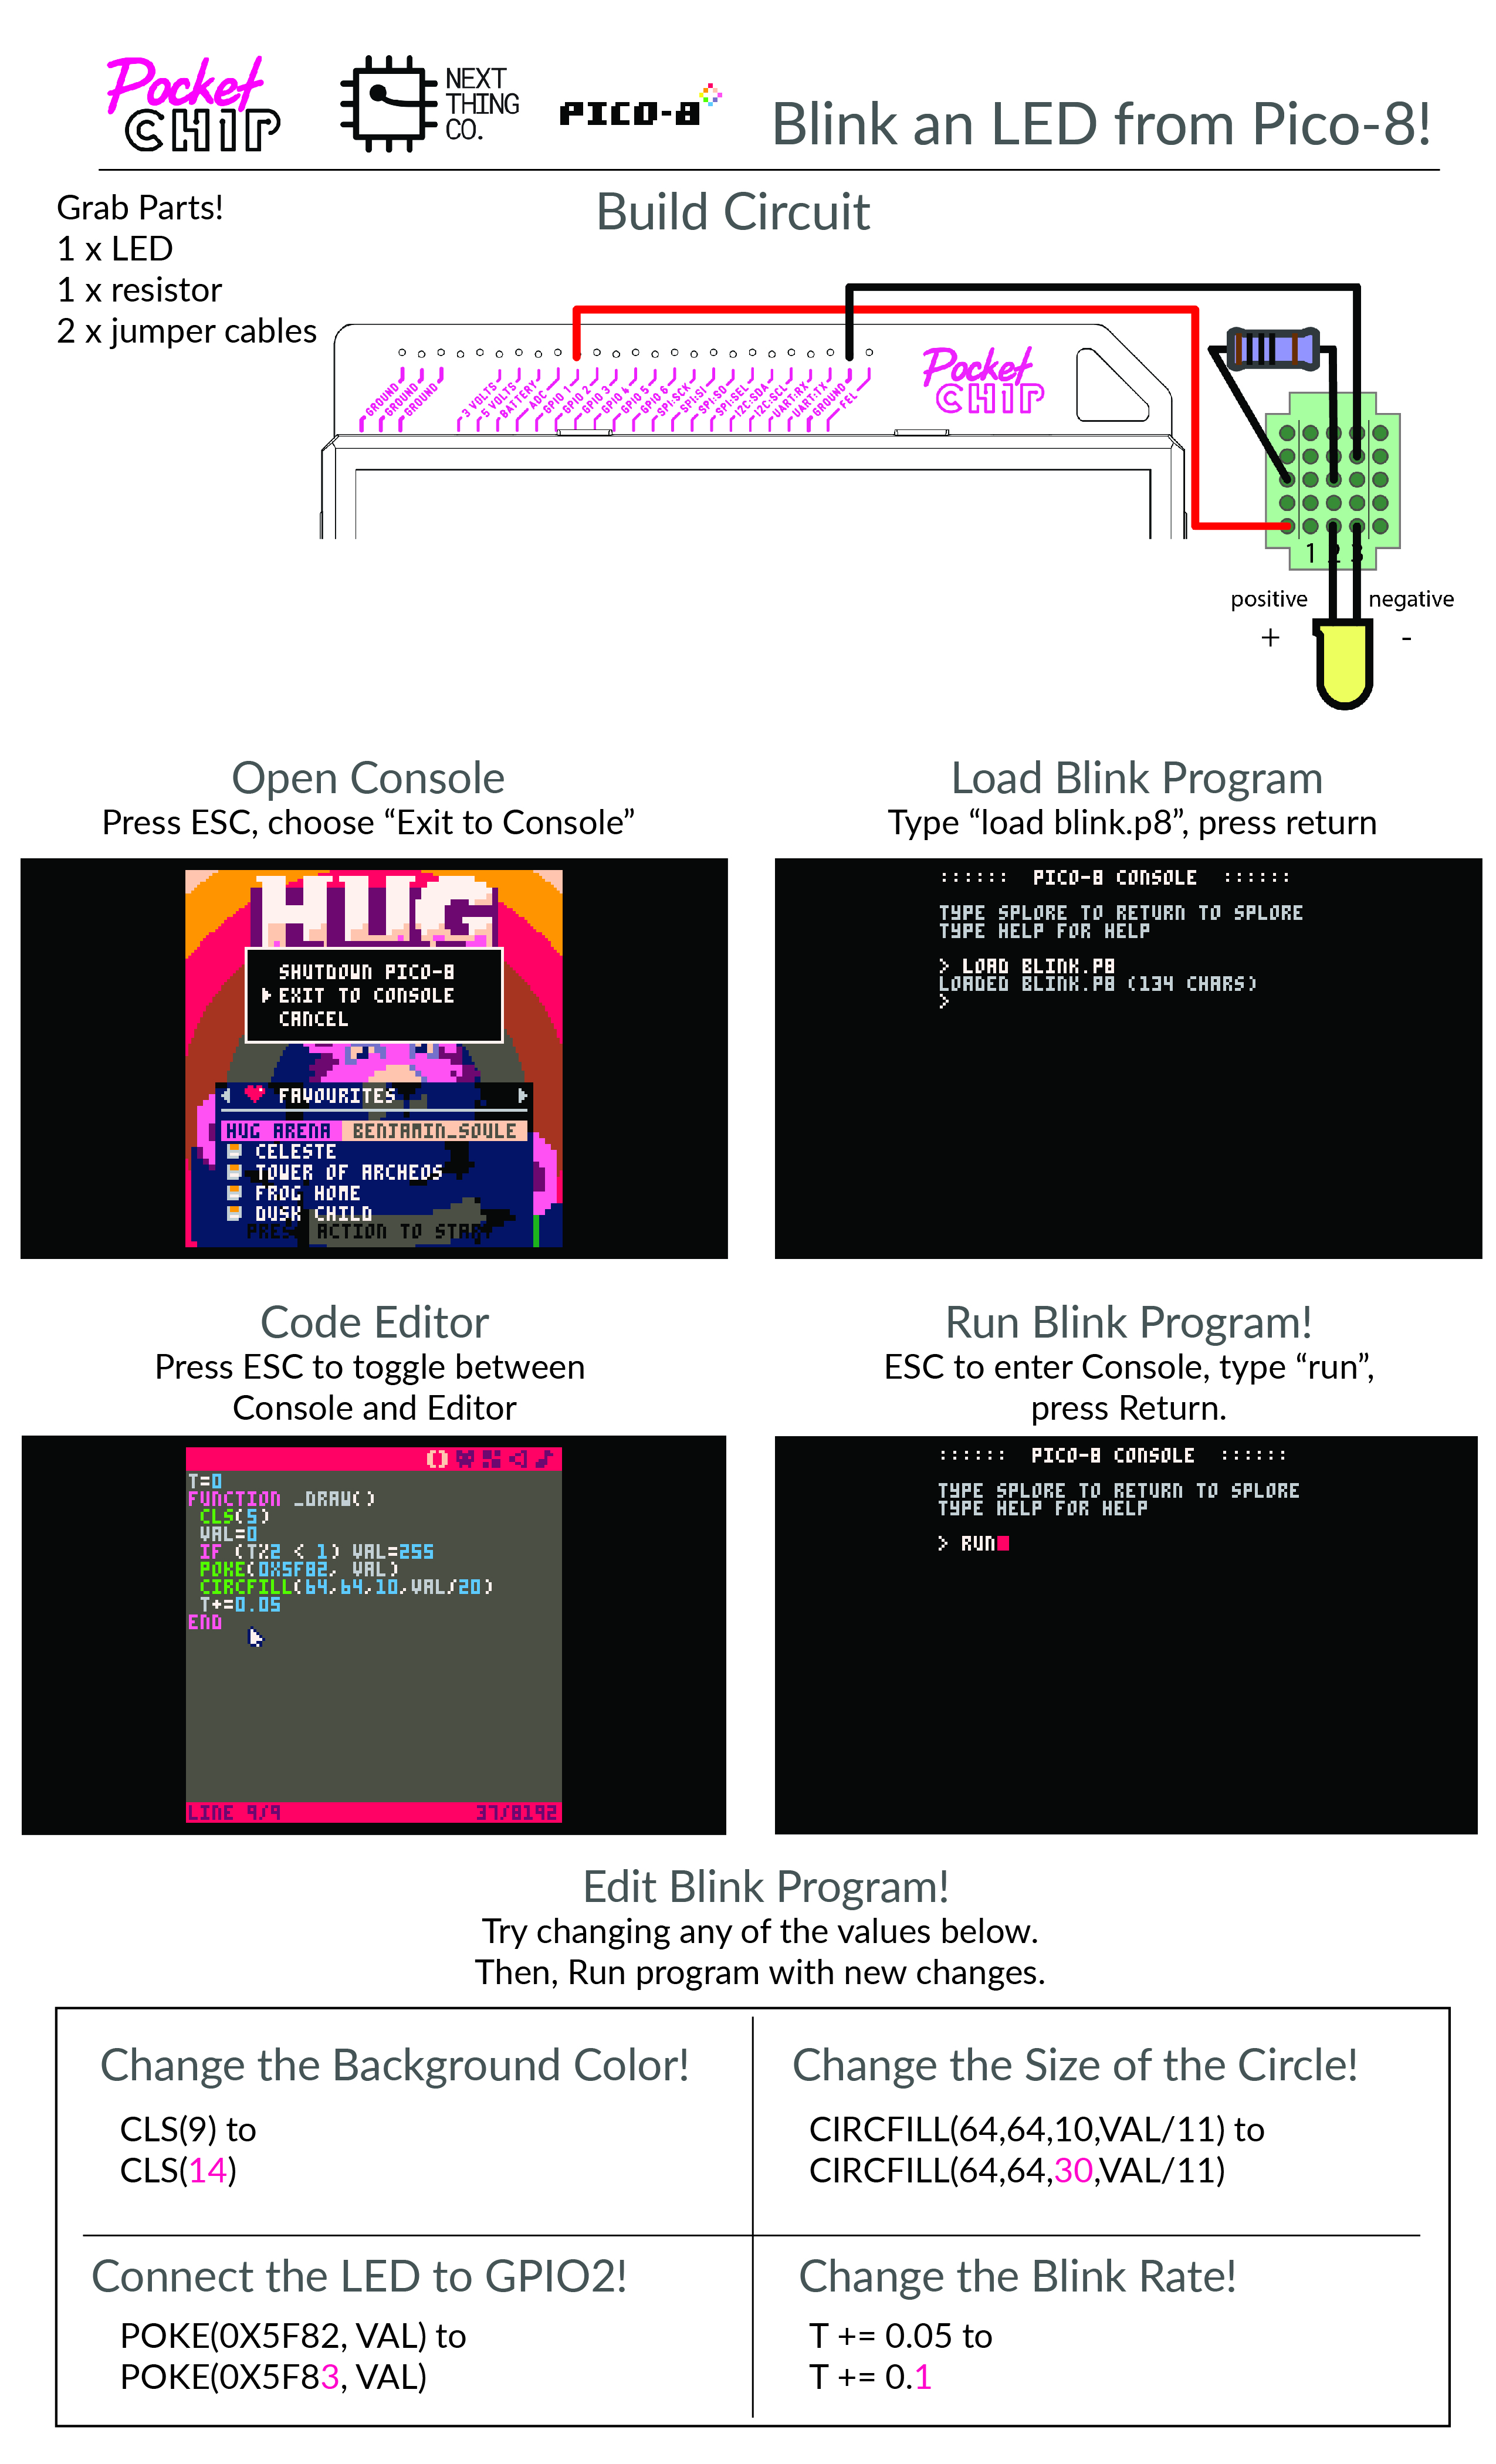 Pocket
CHIP
NEXT
THING
CO.
PICO-8
Blink an LED from Pico-8!
Grab Parts!
1 x LED
1 x resistor
2 x jumper cables
Build Circuit
GROUND
GROUND
GROUND
3 VOLTS
5 VOLTS
BATTERY
ADC
GPIO 1
GPIO 2
GPIO 3
GPIO 4
GPIO 5
GPIO 6
SPI:SCK
SPI:SI
SPI:SO
SPI:SEL
I2C:SDA
I2C:SCL
UART:RX
UART:TX
GROUND
FEL
Pocket
CHIP
1 2 3
positive negative
+ -
Open Console
Press ESC, choose “Exit to Console”
HUG
SHUTDOWN PICO-8
EXIT TO CONSOLE
CANCEL
FAVOURITES
HUG ARENA BENJAMIN_SOULE
CELESTE
TOWER OF ARCHEOS
FROG HOME
DUSK CHILD
PRESS ACTION TO START
Load Blink Program
Type “load blink.p8”, press return
:::::: PICO-8 CONSOLE ::::::
TYPE SPLORE TO RETURN TO SPLORE
TYPE HELP FOR HELP
> LOAD BLINK.P8
LOADED BLINK.P8 (134 CHARS)
>
Code Editor
Press ESC to toggle between
Console and Editor
T=0
FUNCTION _DRAW()
CLS(5)
VAL=0
IF (T%2 < 1) VAL=255
POKE(0X5F82, VAL)
CIRCFILL(64,64,10,VAL/20)
T+=0.05
END
LINE 9/9 37/8192
Run Blink Program!
ESC to enter Console, type “run”,
press Return.
:::::: PICO-8 CONSOLE ::::::
TYPE SPLORE TO RETURN TO SPLORE
TYPE HELP FOR HELP
> RUN
Edit Blink Program!
Try changing any of the values below.
Then, Run program with new changes.
Change the Background Color!
CLS(9) to
CLS(14)
Change the Size of the Circle!
CIRCFILL(64,64,10,VAL/11) to
CIRCFILL(64,64,30,VAL/11)
Connect the LED to GPIO2!
POKE(0X5F82, VAL) to
POKE(0X5F83, VAL)
Change the Blink Rate!
T += 0.05 to
T += 0.1